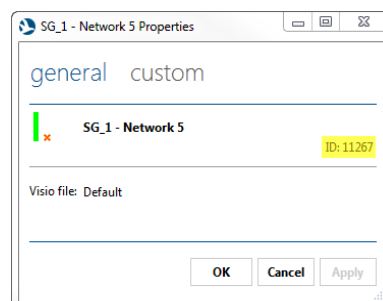 SG_1 - Network 5 Properties
general custom
SG_1 - Network 5
ID: 11267
Visio file: Default
OK Cancel Apply